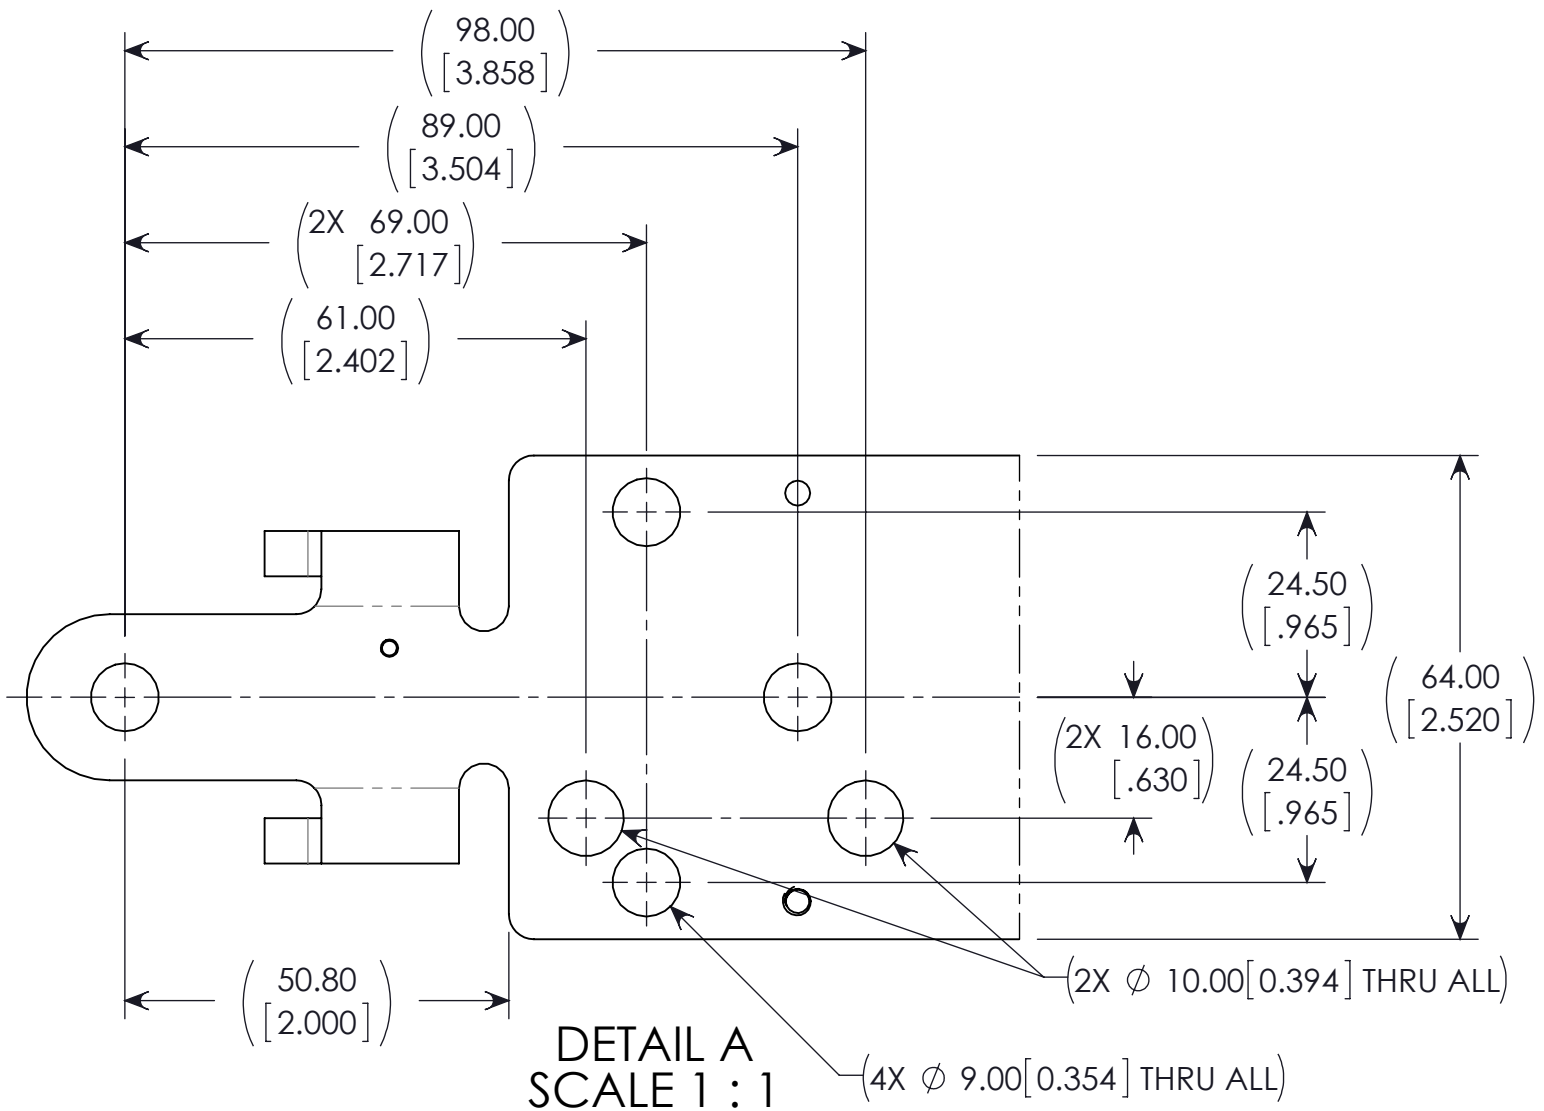 (98.00
[3.858])
(89.00
[3.504])
(2X 69.00
[2.717])
(61.00
[2.402])
(24.50
[.965])
(64.00
[2.520])
(2X 16.00
[.630])
(24.50
[.965])
(50.80
[2.000])
(2X ∅ 10.00[0.394] THRU ALL)
DETAIL A
SCALE 1 : 1
(4X ∅ 9.00[0.354] THRU ALL)